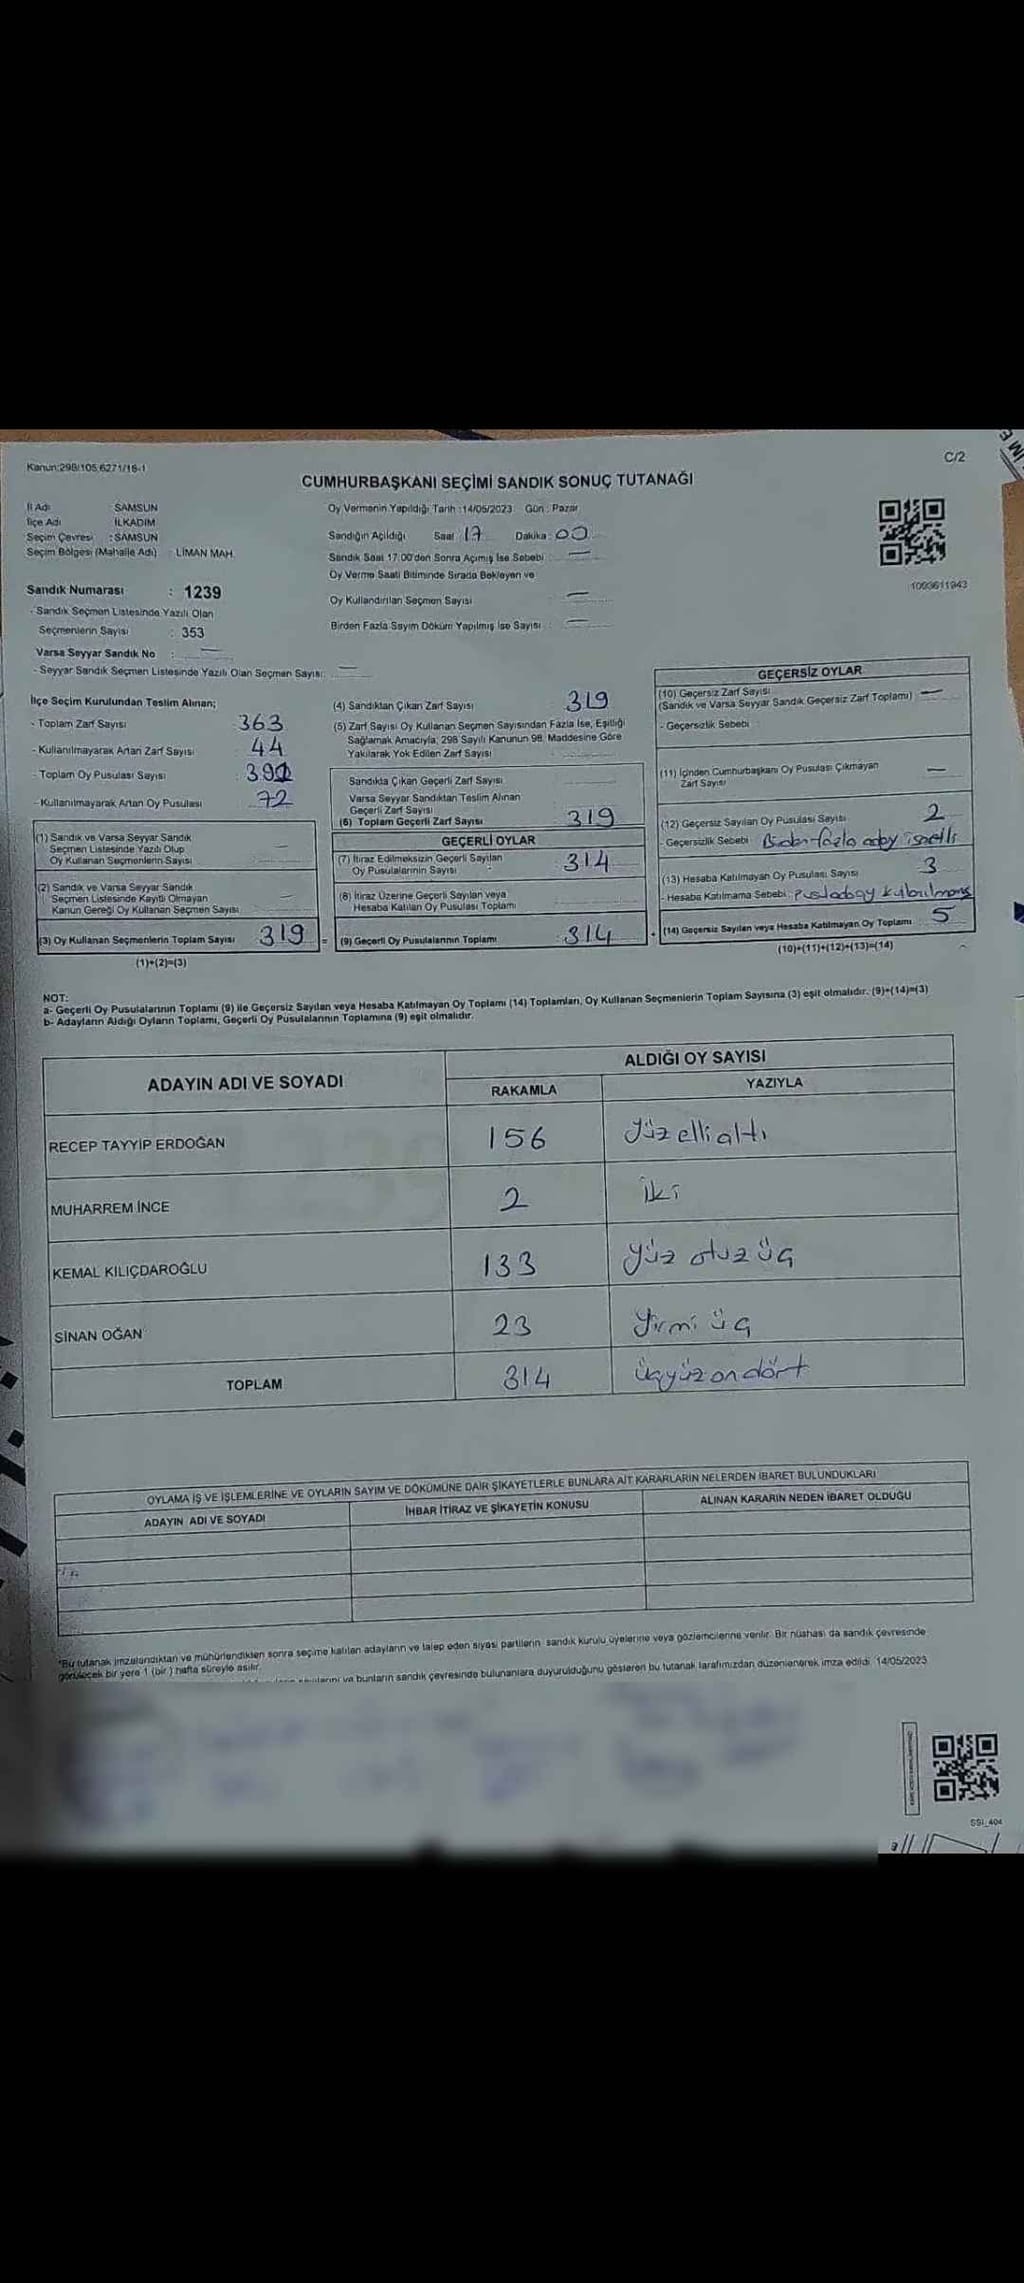 Kanun:298/105,6271/16-1
C/2
CUMHURBAŞKANI SEÇİMİ SANDIK SONUÇ TUTANAĞI
İl Adı SAMSUN
İlçe Adı İLKADIM
Seçim Çevresi : SAMSUN
Seçim Bölgesi (Mahalle Adı) : LİMAN MAH.
Sandık Numarası : 1239
- Sandık Seçmen Listesinde Yazılı Olan
Seçmenlerin Sayısı : 353
Varsa Seyyar Sandık No : —
- Seyyar Sandık Seçmen Listesinde Yazılı Olan Seçmen Sayısı: —
Oy Vermenin Yapıldığı Tarih :14/05/2023 Gün : Pazar
Sandığın Açıldığı Saat 17 Dakika : 00
Sandık Saat 17:00'den Sonra Açımış İse Sebebi : —
Oy Verme Saati Bitiminde Sırada Bekleyen ve
Oy Kullandırılan Seçmen Sayısı : —
Birden Fazla Sayım Döküm Yapılmış İse Sayısı : —
1093611943
İlçe Seçim Kurulundan Teslim Alınan;
- Toplam Zarf Sayısı 363
- Kullanılmayarak Artan Zarf Sayısı 44
- Toplam Oy Pusulası Sayısı
- Kullanılmayarak Artan Oy Pusulası 72
(1) Sandık ve Varsa Seyyar Sandık
Seçmen Listesinde Yazılı Olup
Oy Kullanan Seçmenlerin Sayısı —
(2) Sandık ve Varsa Seyyar Sandık
Seçmen Listesinde Kayıtlı Olmayan
Kanun Gereği Oy Kullanan Seçmen Sayısı —
(3) Oy Kullanan Seçmenlerin Toplam Sayısı 319 =
(1)+(2)=(3)
(4) Sandıktan Çıkan Zarf Sayısı 319
(5) Zarf Sayısı Oy Kullanan Seçmen Sayısından Fazla İse, Eşitliği
Sağlamak Amacıyla, 298 Sayılı Kanunun 98. Maddesine Göre
Yakılarak Yok Edilen Zarf Sayısı
Sandıkta Çıkan Geçerli Zarf Sayısı
Varsa Seyyar Sandıktan Teslim Alınan
Geçerli Zarf Sayısı
(6) Toplam Geçerli Zarf Sayısı 319
GEÇERLİ OYLAR
(7) İtiraz Edilmeksizin Geçerli Sayılan
Oy Pusulalarının Sayısı : 314
(8) İtiraz Üzerine Geçerli Sayılan veya
Hesaba Katılan Oy Pusulası Toplamı
(9) Geçerli Oy Pusulalarının Toplamı : 314 +
GEÇERSİZ OYLAR
(10) Geçersiz Zarf Sayısı
(Sandık ve Varsa Seyyar Sandık Geçersiz Zarf Toplamı) —
- Geçersizlik Sebebi :
(11) İçinden Cumhurbaşkanı Oy Pusulası Çıkmayan
Zarf Sayısı —
(12) Geçersiz Sayılan Oy Pusulası Sayısı 2
- Geçersizlik Sebebi Birden fazla aday işaretli
(13) Hesaba Katılmayan Oy Pusulası Sayısı 3
- Hesaba Katılmama Sebebi
(14) Geçersiz Sayılan veya Hesaba Katılmayan Oy Toplamı 5
(10)+(11)+(12)+(13)=(14)
NOT:
a- Geçerli Oy Pusulalarının Toplamı (9) ile Geçersiz Sayılan veya Hesaba Katılmayan Oy Toplamı (14) Toplamları, Oy Kullanan Seçmenlerin Toplam Sayısına (3) eşit olmalıdır. (9)+(14)=(3)
b- Adayların Aldığı Oyların Toplamı, Geçerli Oy Pusulalarının Toplamına (9) eşit olmalıdır.
ADAYIN ADI VE SOYADI ALDIĞI OY SAYISI
RAKAMLA YAZIYLA
RECEP TAYYİP ERDOĞAN 156 Yüz elli altı
MUHARREM İNCE 2 iki
KEMAL KILIÇDAROĞLU 133 Yüz otuz üç
SİNAN OĞAN 23 Yirmi üç
TOPLAM 314 üçyüz on dört
OYLAMA İŞ VE İŞLEMLERİNE VE OYLARIN SAYIM VE DÖKÜMÜNE DAİR ŞİKAYETLERLE BUNLARA AİT KARARLARIN NELERDEN İBARET BULUNDUKLARI
ADAYIN ADI VE SOYADI İHBAR İTİRAZ VE ŞİKAYETİN KONUSU ALINAN KARARIN NEDEN İBARET OLDUĞU
*Bu tutanak imzalandıktan ve mühürlendikten sonra seçime katılan adayların ve talep eden siyasi partilerin sandık kurulu üyelerine veya gözlemcilerine verilir. Bir nüshası da sandık çevresinde
görülecek bir yere 1 (bir) hafta süreyle asılır.
ve bunların sandık çevresinde bulunanlara duyurulduğunu gösteren bu tutanak tarafımızdan düzenlenerek imza edildi. 14/05/2023
SSI_404